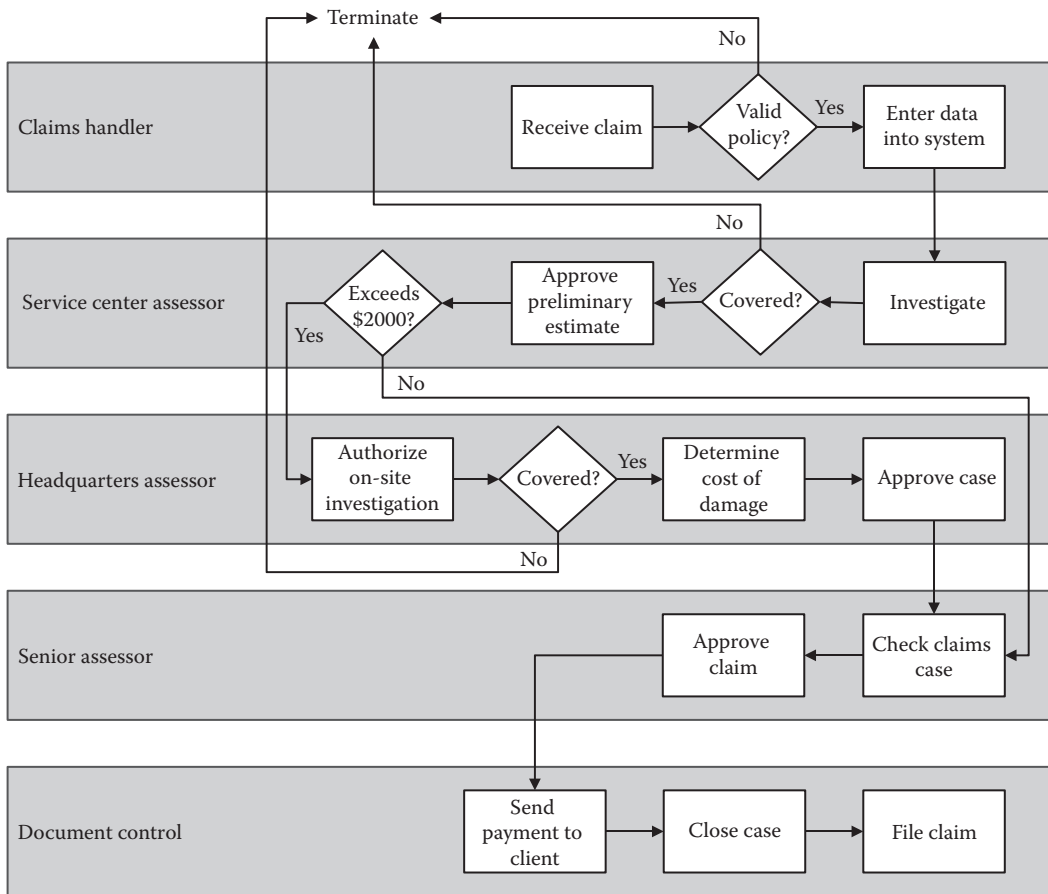 Terminate
No
Claims handler
Receive claim
Valid
policy?
Yes
Enter data
into system
No
Service center assessor
Exceeds
$2000?
Yes
Approve
preliminary
estimate
Yes
Covered?
Investigate
No
Headquarters assessor
Authorize
on-site
investigation
Covered?
Yes
Determine
cost of
damage
Approve case
No
Senior assessor
Approve
claim
Check claims
case
Document control
Send
payment to
client
Close case
File claim